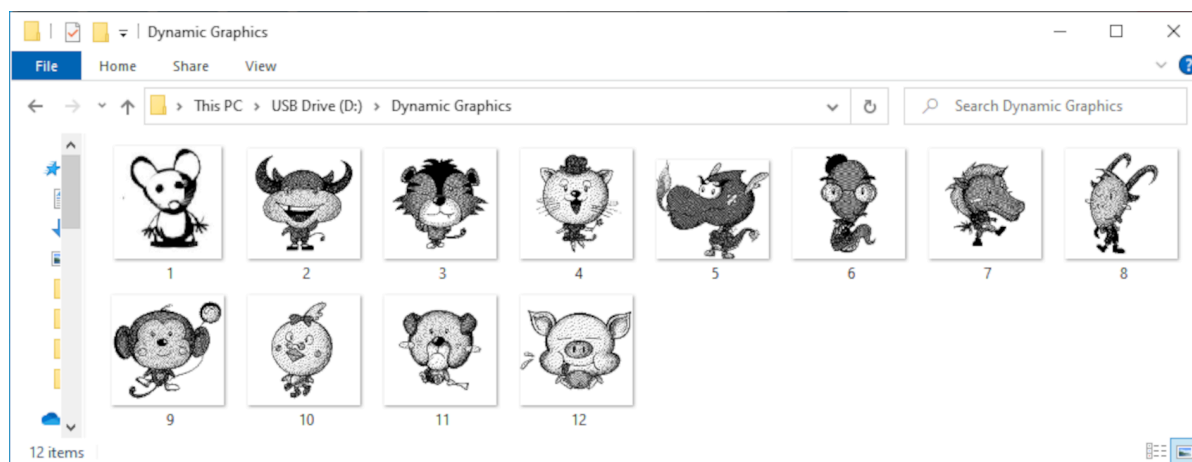 Dynamic Graphics
File Home Share View
This PC > USB Drive (D:) > Dynamic Graphics Search Dynamic Graphics
1 2 3 4 5 6 7 8
9 10 11 12
12 items